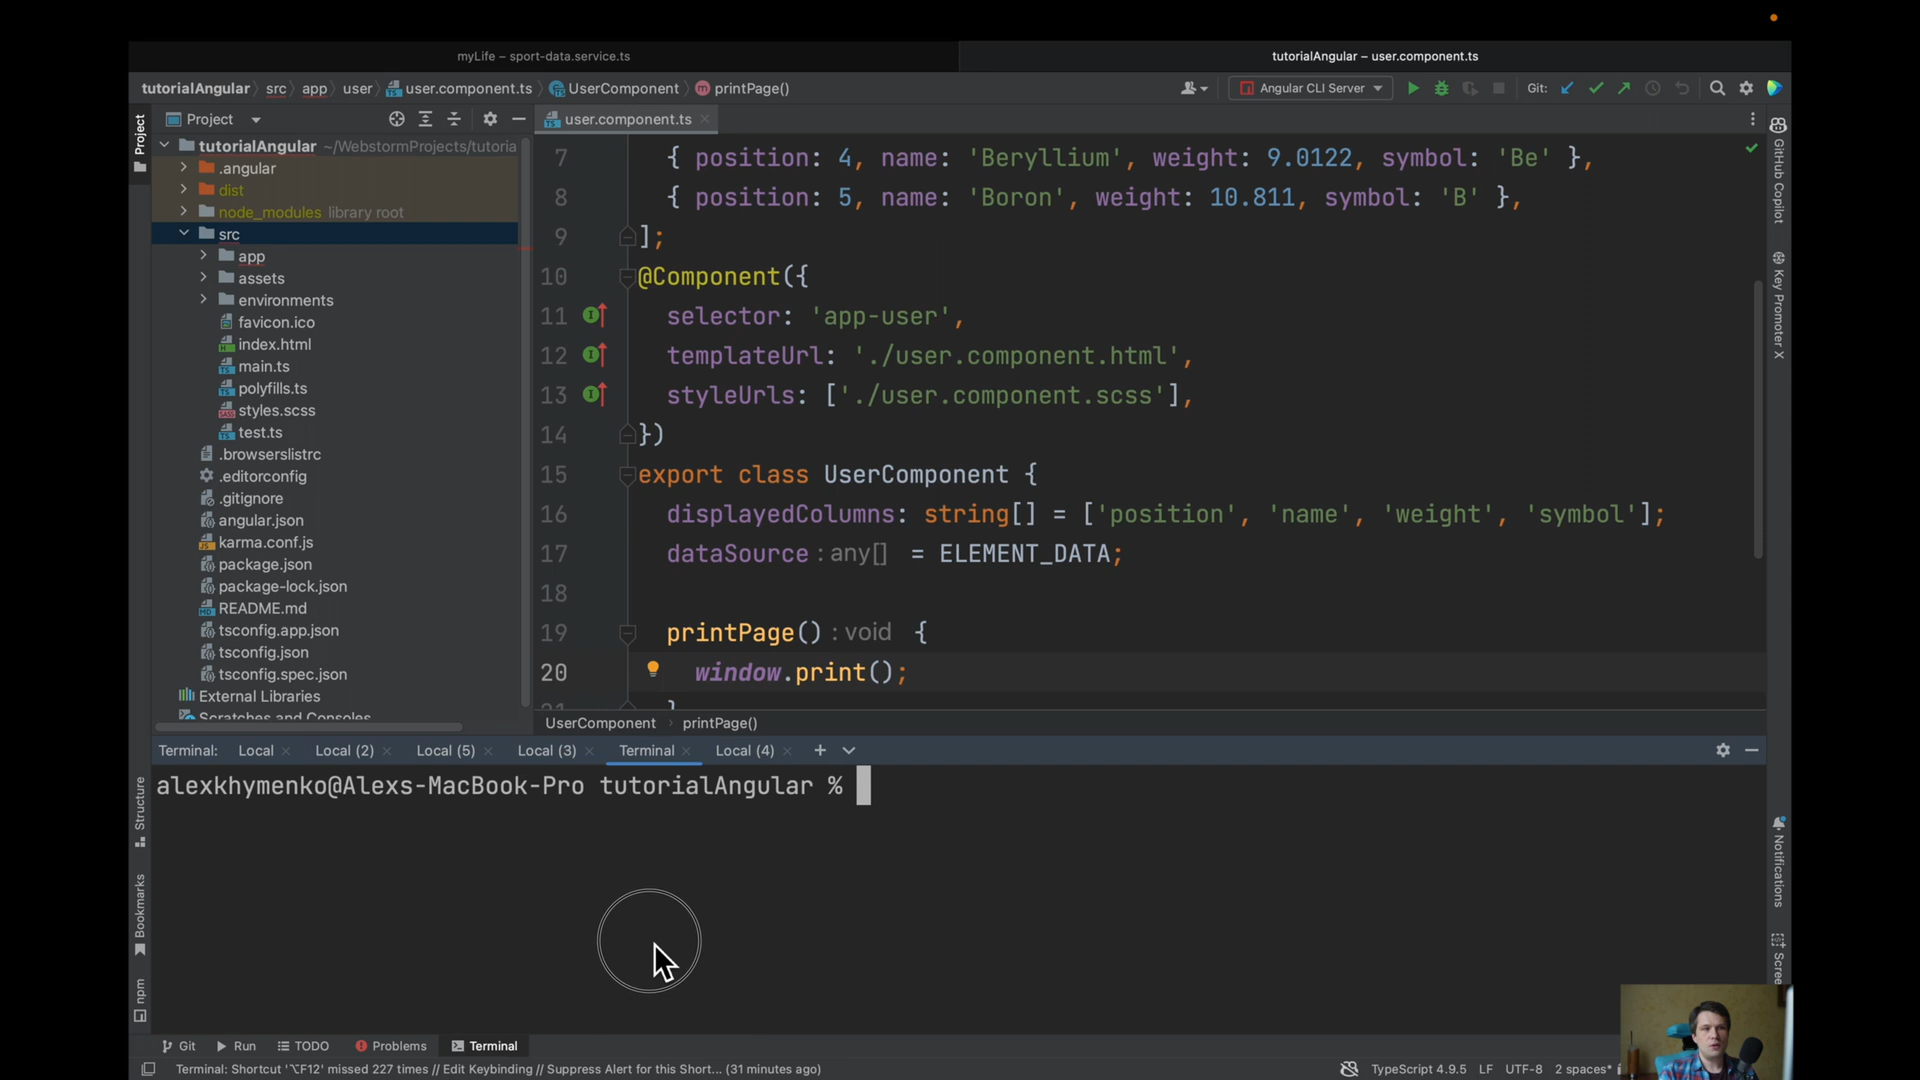 myLife – sport-data.service.ts
tutorialAngular – user.component.ts
tutorialAngular src app user user.component.ts UserComponent printPage()
Angular CLI Server
Git:
Project
Project
user.component.ts
tutorialAngular ~/WebstormProjects/tutoria
.angular
dist
node_modules library root
src
app
assets
environments
favicon.ico
index.html
main.ts
polyfills.ts
styles.scss
test.ts
.browserslistrc
.editorconfig
.gitignore
angular.json
karma.conf.js
package.json
package-lock.json
README.md
tsconfig.app.json
tsconfig.json
tsconfig.spec.json
External Libraries
Scratches and Consoles
7 { position: 4, name: 'Beryllium', weight: 9.0122, symbol: 'Be' },
8 { position: 5, name: 'Boron', weight: 10.811, symbol: 'B' },
9 ];
10 @Component({
11 selector: 'app-user',
12 templateUrl: './user.component.html',
13 styleUrls: ['./user.component.scss'],
14 })
15 export class UserComponent {
16 displayedColumns: string[] = ['position', 'name', 'weight', 'symbol'];
17 dataSource : any[] = ELEMENT_DATA;
18
19 printPage() : void {
20 window.print();
21 }
UserComponent printPage()
GitHub Copilot
Key Promoter X
Notifications
Scree
Structure
Bookmarks
npm
Terminal: Local Local (2) Local (5) Local (3) Terminal Local (4)
alexkhymenko@Alexs-MacBook-Pro tutorialAngular %
Git Run TODO Problems Terminal
Terminal: Shortcut '⌥F12' missed 227 times // Edit Keybinding // Suppress Alert for this Short... (31 minutes ago)
TypeScript 4.9.5 LF UTF-8 2 spaces*